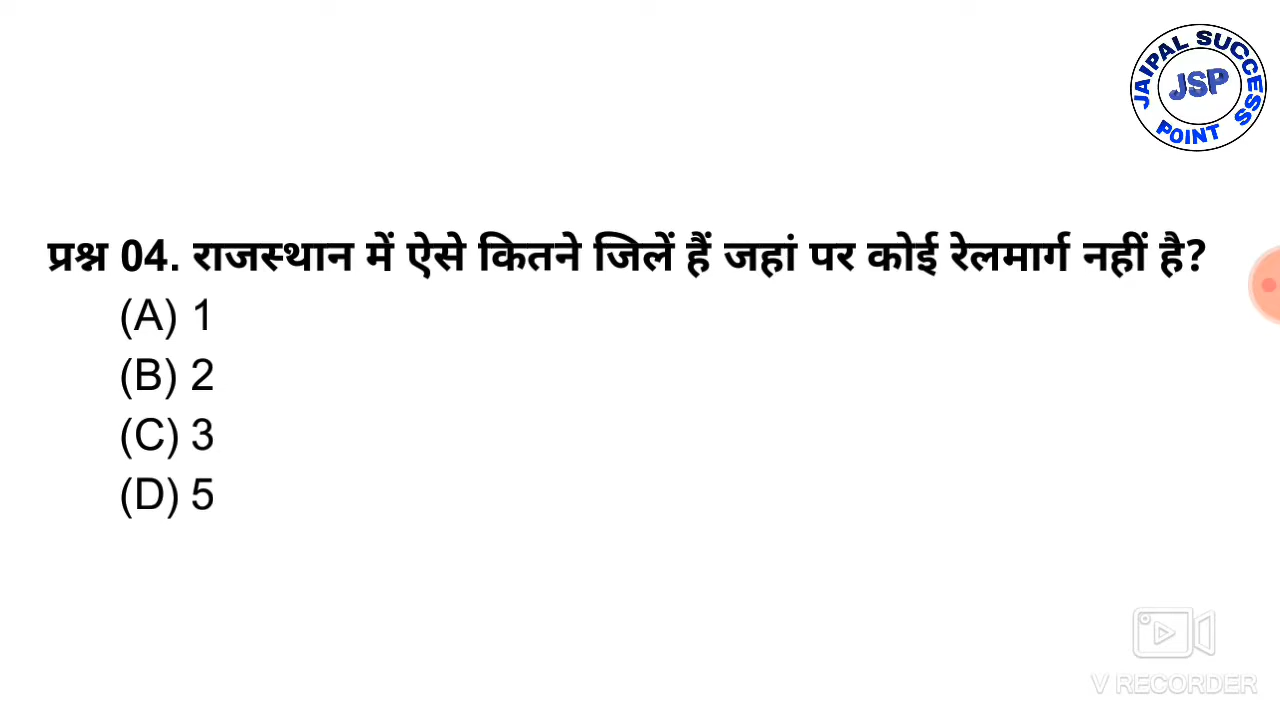 JAIPAL SUCCESS
JSP
POINT
प्रश्न 04. राजस्थान में ऐसे कितने जिलें हैं जहां पर कोई रेलमार्ग नहीं है?
(A) 1
(B) 2
(C) 3
(D) 5
V RECORDER